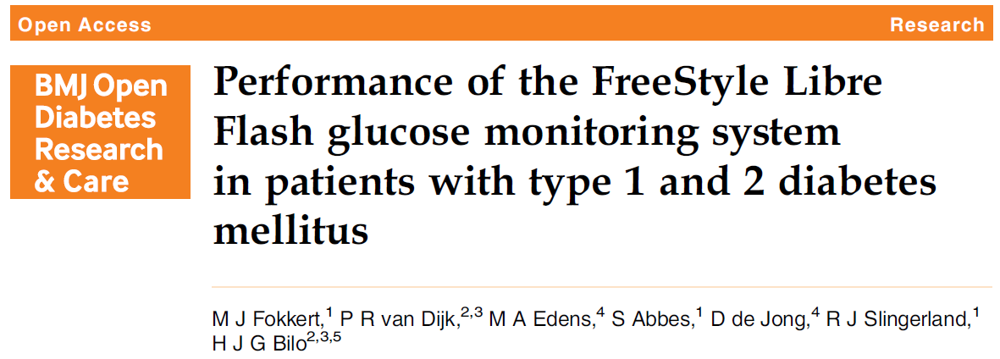 Open Access
Research
BMJ Open
Diabetes
Research
& Care
Performance of the FreeStyle Libre
Flash glucose monitoring system
in patients with type 1 and 2 diabetes
mellitus
M J Fokkert,1 P R van Dijk,2,3 M A Edens,4 S Abbes,1 D de Jong,4 R J Slingerland,1
H J G Bilo2,3,5